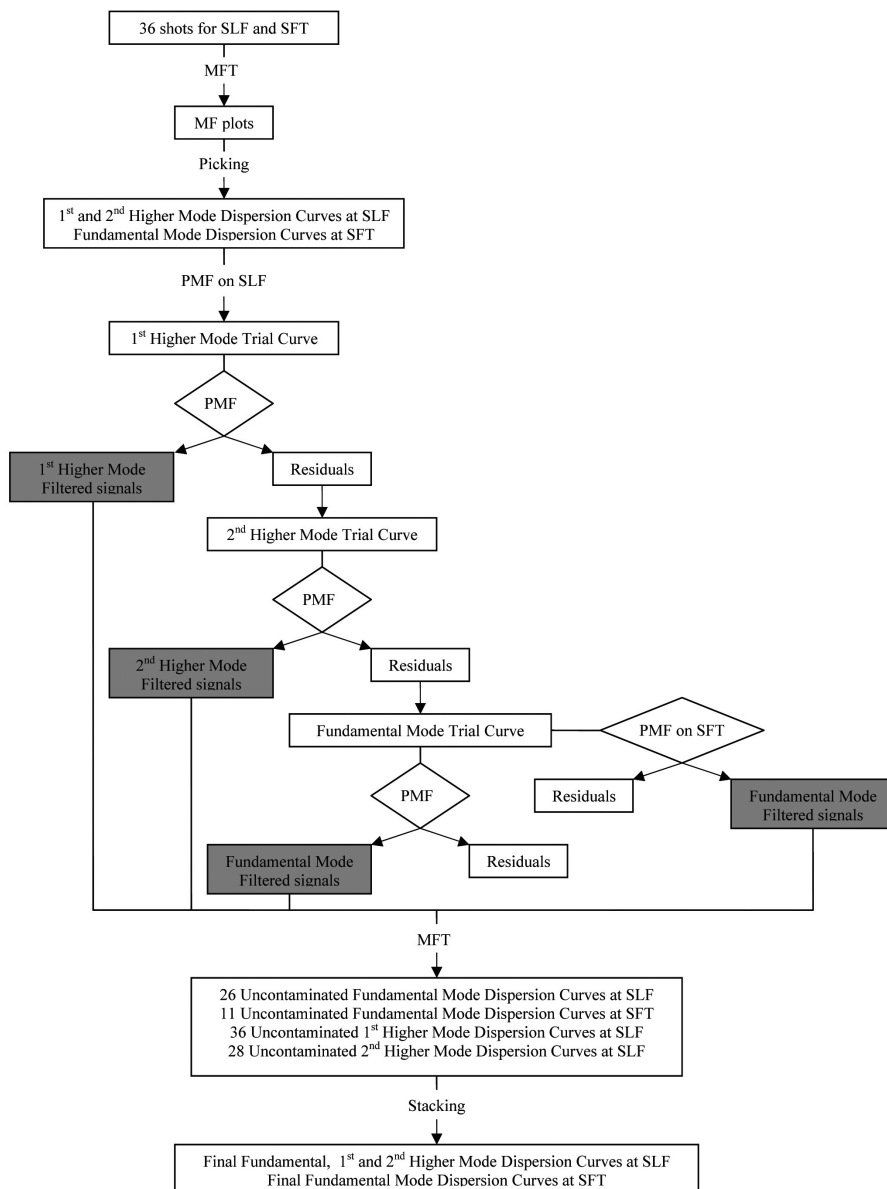 36 shots for SLF and SFT
MFT
MF plots
Picking
1st and 2nd Higher Mode Dispersion Curves at SLF
Fundamental Mode Dispersion Curves at SFT
PMF on SLF
1st Higher Mode Trial Curve
PMF
1st Higher Mode
Filtered signals
Residuals
2nd Higher Mode Trial Curve
PMF
2nd Higher Mode
Filtered signals
Residuals
Fundamental Mode Trial Curve
PMF on SFT
PMF
Residuals
Fundamental Mode
Filtered signals
Fundamental Mode
Filtered signals
Residuals
MFT
26 Uncontaminated Fundamental Mode Dispersion Curves at SLF
11 Uncontaminated Fundamental Mode Dispersion Curves at SFT
36 Uncontaminated 1st Higher Mode Dispersion Curves at SLF
28 Uncontaminated 2nd Higher Mode Dispersion Curves at SLF
Stacking
Final Fundamental, 1st and 2nd Higher Mode Dispersion Curves at SLF
Final Fundamental Mode Dispersion Curves at SFT